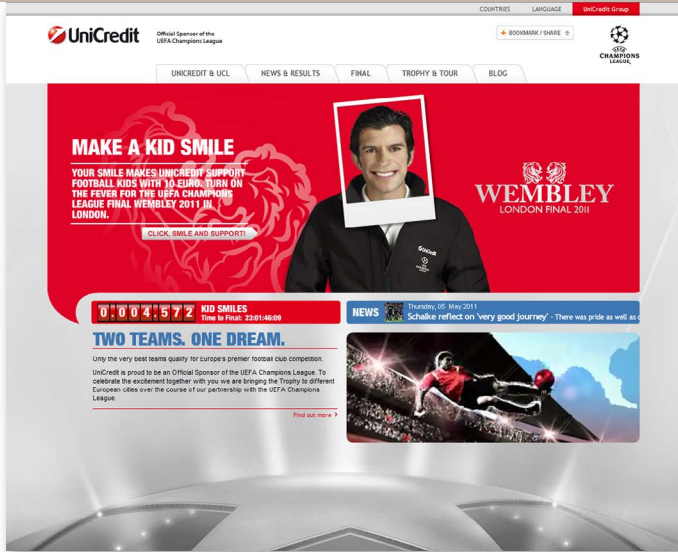 COUNTRIES
LANGUAGE
UniCredit Group
UniCredit
Official Sponsor of the
UEFA Champions League
+ BOOKMARK / SHARE
UEFA
CHAMPIONS
LEAGUE
UNICREDIT & UCL
NEWS & RESULTS
FINAL
TROPHY & TOUR
BLOG
MAKE A KID SMILE
YOUR SMILE MAKES UNICREDIT SUPPORT
FOOTBALL KIDS WITH 10 EURO. TURN ON
THE FEVER FOR THE UEFA CHAMPIONS
LEAGUE FINAL WEMBLEY 2011 IN
LONDON.
CLICK, SMILE AND SUPPORT!
UniCredit
WEMBLEY
LONDON FINAL 2011
0.004.572
KID SMILES
Time to Final: 23:01:46:09
NEWS
Thursday, 05 May 2011
Schalke reflect on 'very good journey' - There was pride as well as
TWO TEAMS. ONE DREAM.
Only the very best teams qualify for Europe's premier football club competition.
UniCredit is proud to be an Official Sponsor of the UEFA Champions League. To
celebrate the excitement together with you we are bringing the Trophy to different
European cities over the course of our partnership with the UEFA Champions
League.
Find out more >